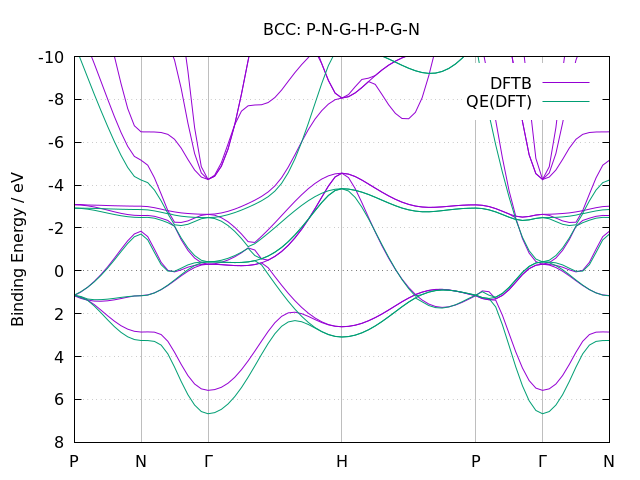 BCC: P-N-G-H-P-G-N
-10
-8
-6
-4
-2
0
2
4
6
8
Binding Energy / eV
DFTB
QE(DFT)
P N Γ H P Γ N